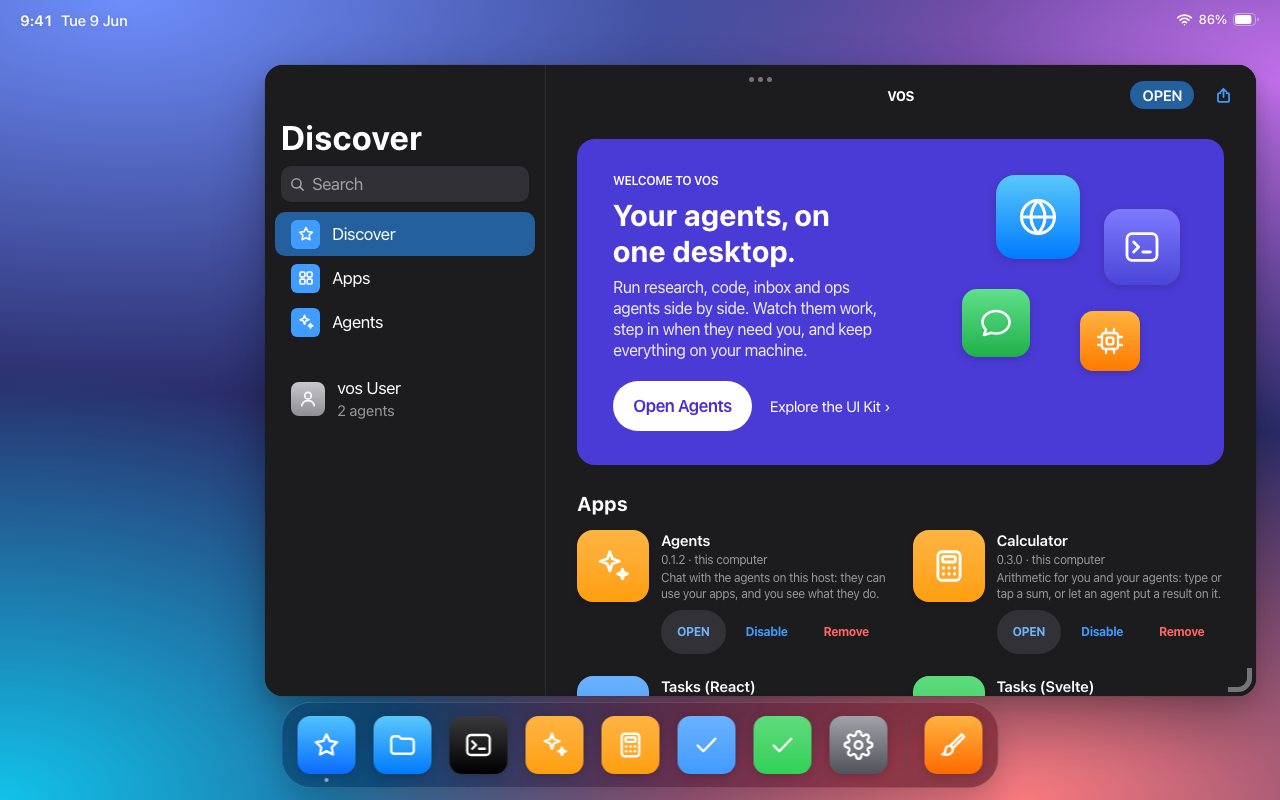 9:41 Tue 9 Jun
86%
Discover
Search
Discover
Apps
Agents
vos User
2 agents
VOS
OPEN
WELCOME TO VOS
Your agents, on
one desktop.
Run research, code, inbox and ops
agents side by side. Watch them work,
step in when they need you, and keep
everything on your machine.
Open Agents
Explore the UI Kit ›
Apps
Agents
0.1.2 · this computer
Chat with the agents on this host: they can
use your apps, and you see what they do.
OPEN Disable Remove
Calculator
0.3.0 · this computer
Arithmetic for you and your agents: type or
tap a sum, or let an agent put a result on it.
OPEN Disable Remove
Tasks (React)
Tasks (Svelte)